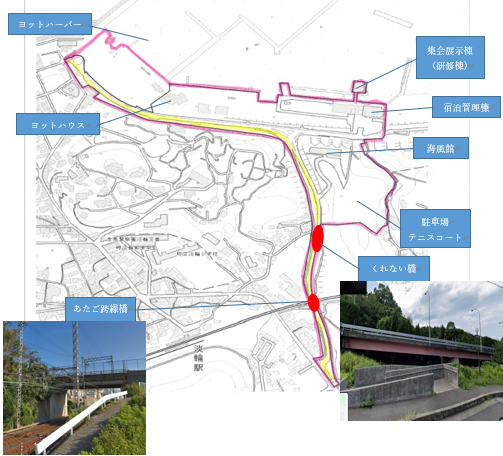 ヨットハーバー
集会展示棟
（研修棟）
宿泊管理棟
ヨットハウス
海風館
駐車場
テニスコート
くれない橋
あたご跨線橋
淡輪駅